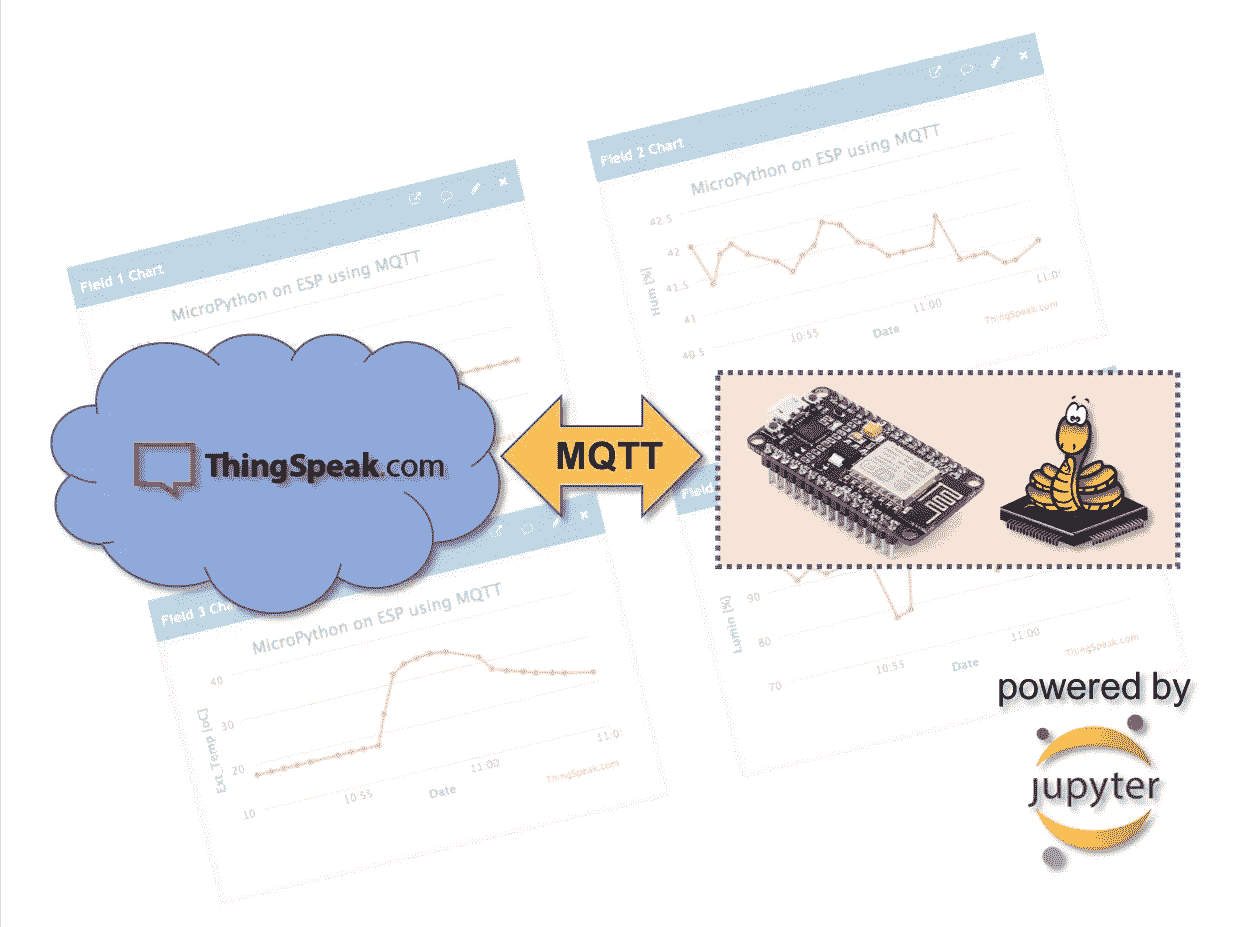 Field 2 Chart
MicroPython on ESP using MQTT
42.5
42
41.5
41
40.5
Hum [%]
10:55
Date
11:00
11:0
ThingSpeak.com
Field 1 Chart
MicroPython on ESP using MQTT
ThingSpeak.com
MQTT
Field
90
80
70
Lumin [%]
10:55
Date
11:00
ThingSpeak.com
Field 3 Cha
MicroPython on ESP using MQTT
40
30
20
10
Ext_Temp [oC]
10:55
Date
11:00
11:0
ThingSpeak.com
powered by
jupyter